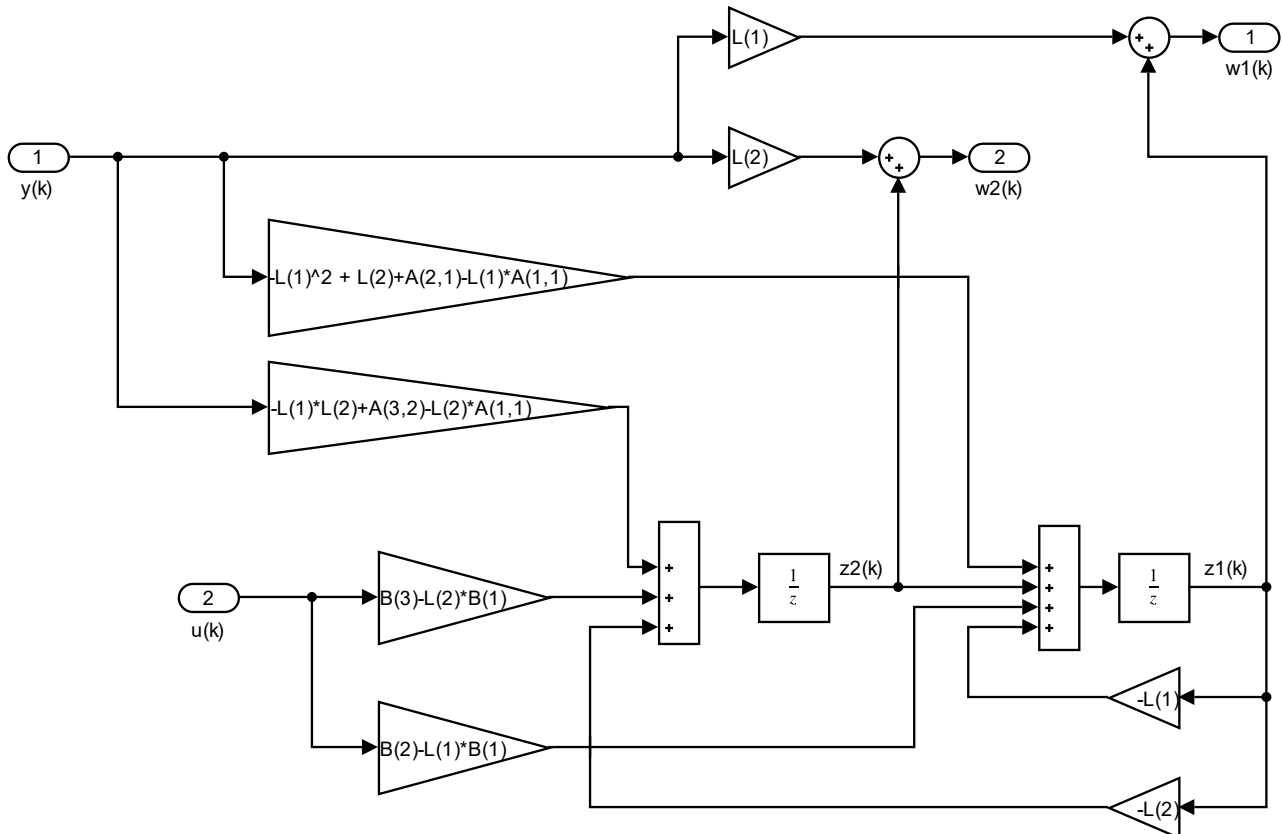 L(1)
+
+
1
w1(k)
1
y(k)
L(2)
+
+
2
w2(k)
-L(1)^2 + L(2)+A(2,1)-L(1)*A(1,1)
-L(1)*L(2)+A(3,2)-L(2)*A(1,1)
2
u(k)
B(3)-L(2)*B(1)
+
+
+
1
z
z2(k)
+
+
+
+
1
z
z1(k)
-L(1)
B(2)-L(1)*B(1)
-L(2)